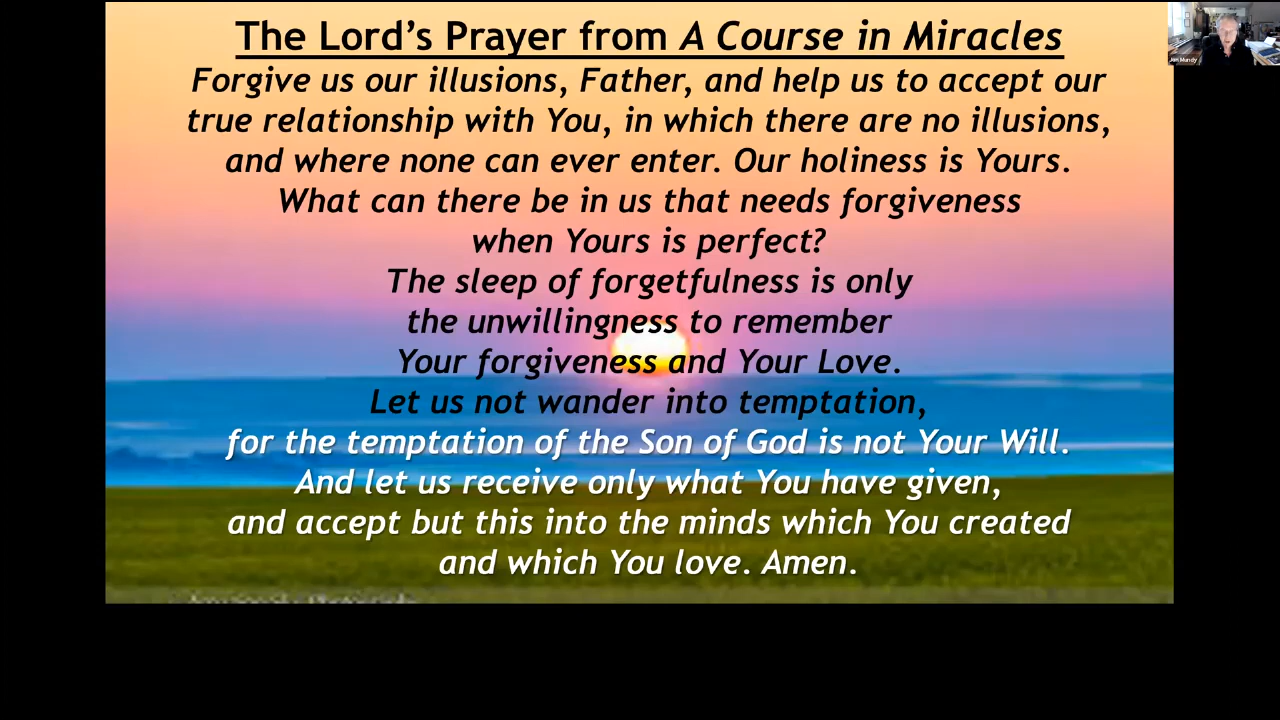 The Lord's Prayer from A Course in Miracles
Forgive us our illusions, Father, and help us to accept our
true relationship with You, in which there are no illusions,
and where none can ever enter. Our holiness is Yours.
What can there be in us that needs forgiveness
when Yours is perfect?
The sleep of forgetfulness is only
the unwillingness to remember
Your forgiveness and Your Love.
Let us not wander into temptation,
for the temptation of the Son of God is not Your Will.
And let us receive only what You have given,
and accept but this into the minds which You created
and which You love. Amen.
Jon Mundy